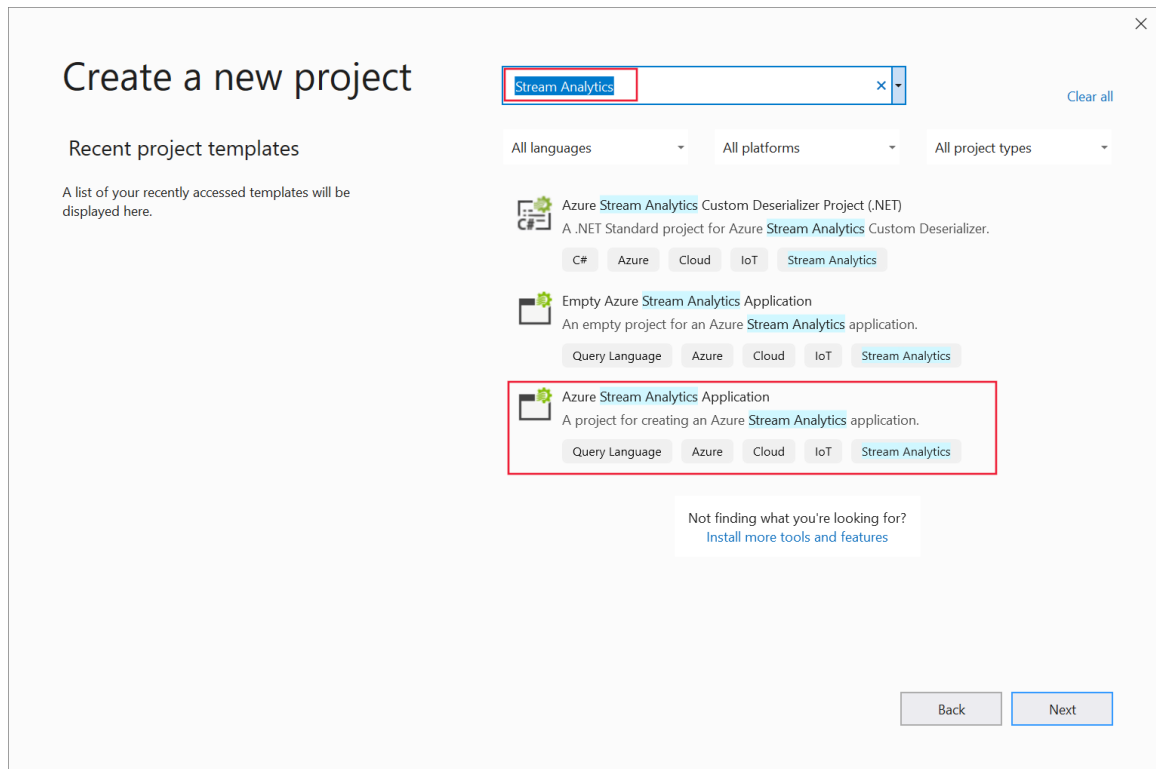 Create a new project
Recent project templates
A list of your recently accessed templates will be
displayed here.
Stream Analytics
Clear all
All languages
All platforms
All project types
C#
Azure Stream Analytics Custom Deserializer Project (.NET)
A .NET Standard project for Azure Stream Analytics Custom Deserializer.
C# Azure Cloud IoT Stream Analytics
Empty Azure Stream Analytics Application
An empty project for an Azure Stream Analytics application.
Query Language Azure Cloud IoT Stream Analytics
Azure Stream Analytics Application
A project for creating an Azure Stream Analytics application.
Query Language Azure Cloud IoT Stream Analytics
Not finding what you're looking for?
Install more tools and features
Back
Next